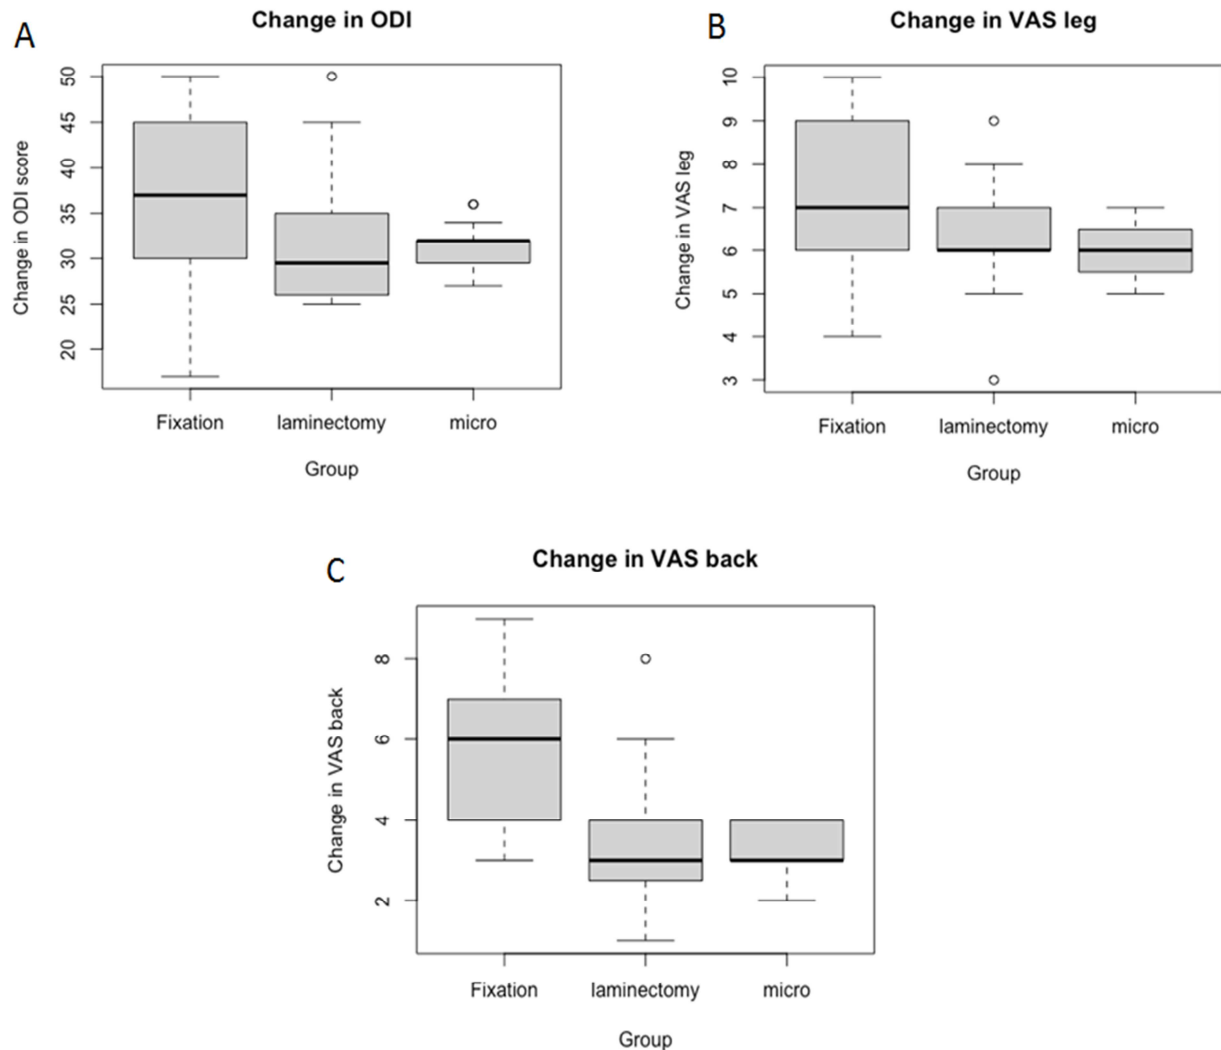 A
Change in ODI
Change in ODI score
50
45
40
35
30
25
20
Fixation laminectomy micro
Group
B
Change in VAS leg
Change in VAS leg
10
9
8
7
6
5
4
3
Fixation laminectomy micro
Group
C
Change in VAS back
Change in VAS back
8
6
4
2
Fixation laminectomy micro
Group